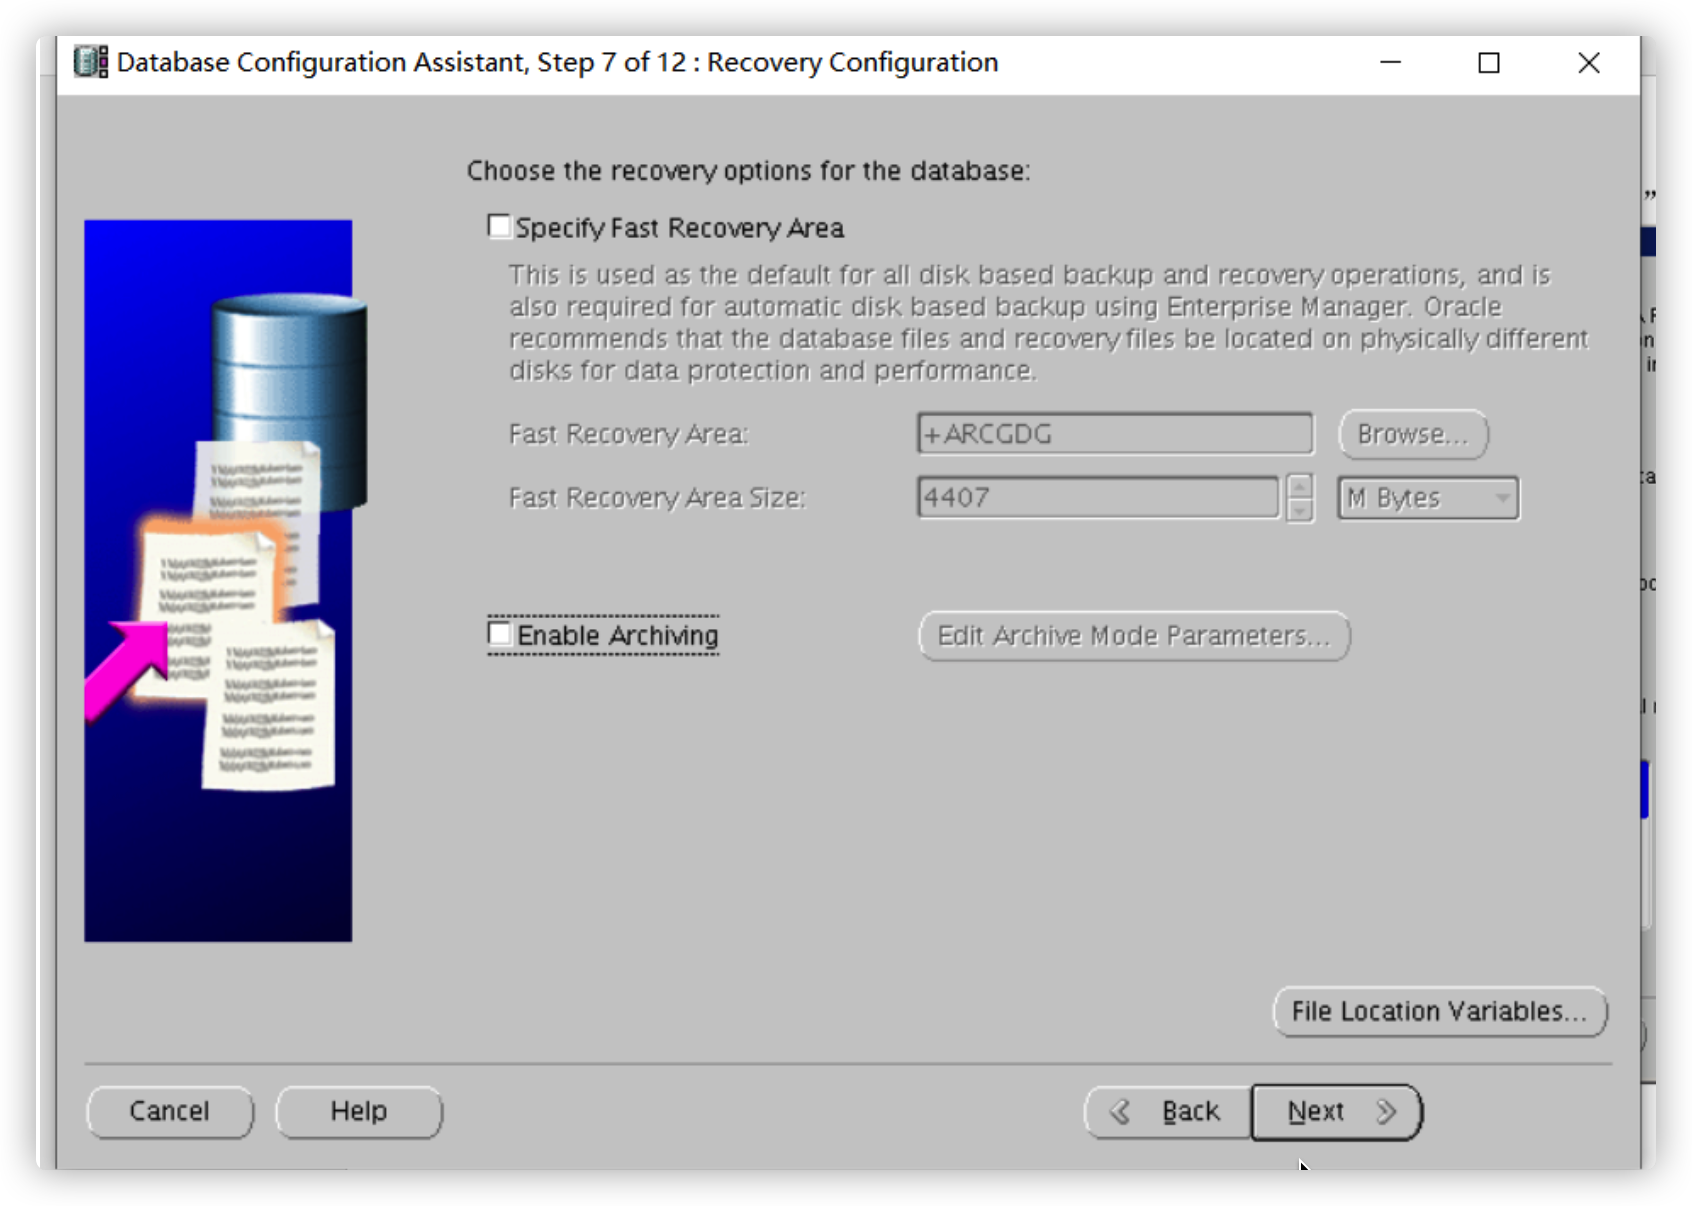 Database Configuration Assistant, Step 7 of 12 : Recovery Configuration
Choose the recovery options for the database:
Specify Fast Recovery Area
This is used as the default for all disk based backup and recovery operations, and is
also required for automatic disk based backup using Enterprise Manager. Oracle
recommends that the database files and recovery files be located on physically different
disks for data protection and performance.
Fast Recovery Area: +ARCGDG Browse...
Fast Recovery Area Size: 4407 M Bytes
Enable Archiving Edit Archive Mode Parameters...
File Location Variables...
Cancel Help Back Next